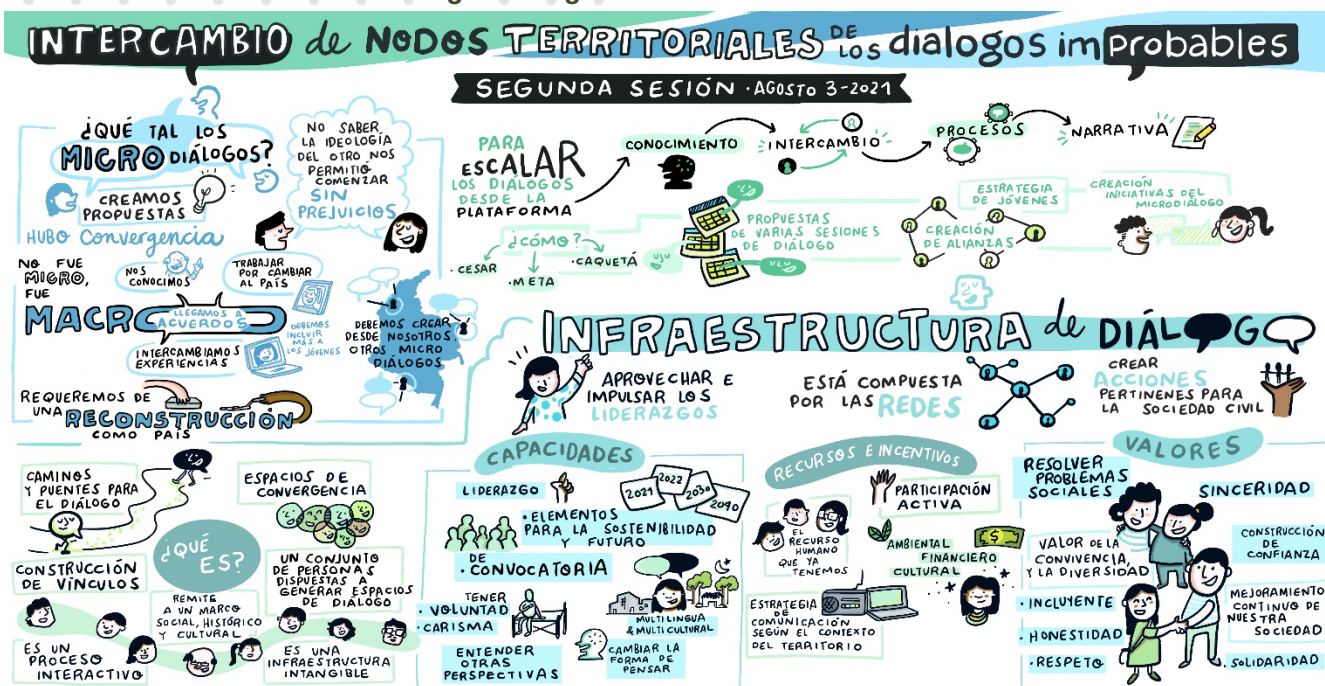 INTERCAMBIO de NODOS TERRITORIALES DE LOS dialogos improbables
SEGUNDA SESIÓN · AGOSTO 3-2021
¿QUÉ TAL LOS
MICRO DIÁLOGOS?
CREAMOS
PROPUESTAS
HUBO Convergencia
NO SABER
LA IDEOLOGÍA
DEL OTRO NOS
PERMITIÓ
COMENZAR
SIN
PREJUICIOS
NO FUE
MICRO,
FUE
MACRO
NOS
CONOCIMOS
TRABAJAR
POR CAMBIAR
AL PAÍS
LLEGAMOS A
ACUERDOS
DEBEMOS
INCLUIR
MÁS A
LOS JÓVENES
INTERCAMBIAMOS
EXPERIENCIAS
DEBEMOS CREAR
DESDE NOSOTROS
OTROS MICRO
DIÁLOGOS
REQUEREMOS DE
UNA RECONSTRUCCIÓN
COMO PAÍS
PARA
ESCALAR
LOS DIÁLOGOS
DESDE LA
PLATAFORMA
CONOCIMIENTO
INTERCAMBIO
PROCESOS
NARRATIVA
¿CÓMO?
· CESAR
· META
· CAQUETÁ
PROPUESTAS
DE VARIAS SESIONES
DE DIÁLOGO
ESTRATEGIA
DE JÓVENES
CREACIÓN
DE ALIANZAS
CREACIÓN
INICIATIVAS DEL
MICRODIÁLOGO
INFRAESTRUCTURA de DIÁLOGO
APROVECHAR E
IMPULSAR LOS
LIDERAZGOS
ESTÁ COMPUESTA
POR LAS REDES
CREAR
ACCIONES
PERTINENES PARA
LA SOCIEDAD CIVIL
CAMINOS
Y PUENTES PARA
EL DIÁLOGO
ESPACIOS DE
CONVERGENCIA
¿QUÉ
ES?
CONSTRUCCIÓN
DE VÍNCULOS
UN CONJUNTO
DE PERSONAS
DISPUESTAS A
GENERAR ESPACIOS
DE DIÁLOGO
REMITE
A UN MARCO
SOCIAL, HISTÓRICO
Y CULTURAL
ES UN
PROCESO
INTERACTIVO
ES UNA
INFRAESTRUCTURA
INTANGIBLE
CAPACIDADES
LIDERAZGO
2021
2022
2030
2090
· ELEMENTOS
PARA LA SOSTENIBILIDAD
Y FUTURO
DE
· CONVOCATORIA
TENER
· VOLUNTAD
· CARISMA
MULTILINGUA
& MULTICULTURAL
ENTENDER
OTRAS
PERSPECTIVAS
CAMBIAR LA
FORMA DE
PENSAR
RECURSOS E INCENTIVOS
EL
RECURSO
HUMANO
QUE YA
TENEMOS
PARTICIPACIÓN
ACTIVA
AMBIENTAL
FINANCIERO
CULTURAL
ESTRATEGIA
DE
COMUNICACIÓN
SEGÚN EL CONTEXTO
DEL TERRITORIO
VALORES
RESOLVER
PROBLEMAS
SOCIALES
SINCERIDAD
VALOR DE LA
CONVIVENCIA,
Y LA DIVERSIDAD
CONSTRUCCIÓN
DE
CONFIANZA
· INCLUYENTE
· HONESTIDAD
· RESPETO
MEJORAMIENTO
CONTINUO DE
NUESTRA
SOCIEDAD
· SOLIDARIDAD